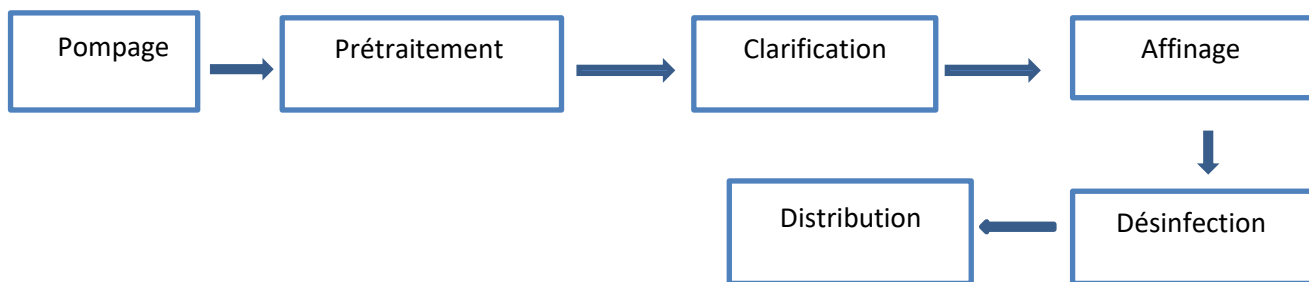 Pompage
Prétraitement
Clarification
Affinage
Désinfection
Distribution